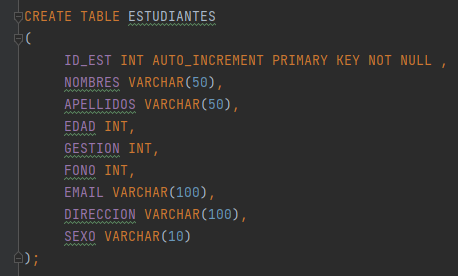 CREATE TABLE ESTUDIANTES
(
ID_EST INT AUTO_INCREMENT PRIMARY KEY NOT NULL ,
NOMBRES VARCHAR(50),
APELLIDOS VARCHAR(50),
EDAD INT,
GESTION INT,
FONO INT,
EMAIL VARCHAR(100),
DIRECCION VARCHAR(100),
SEXO VARCHAR(10)
);